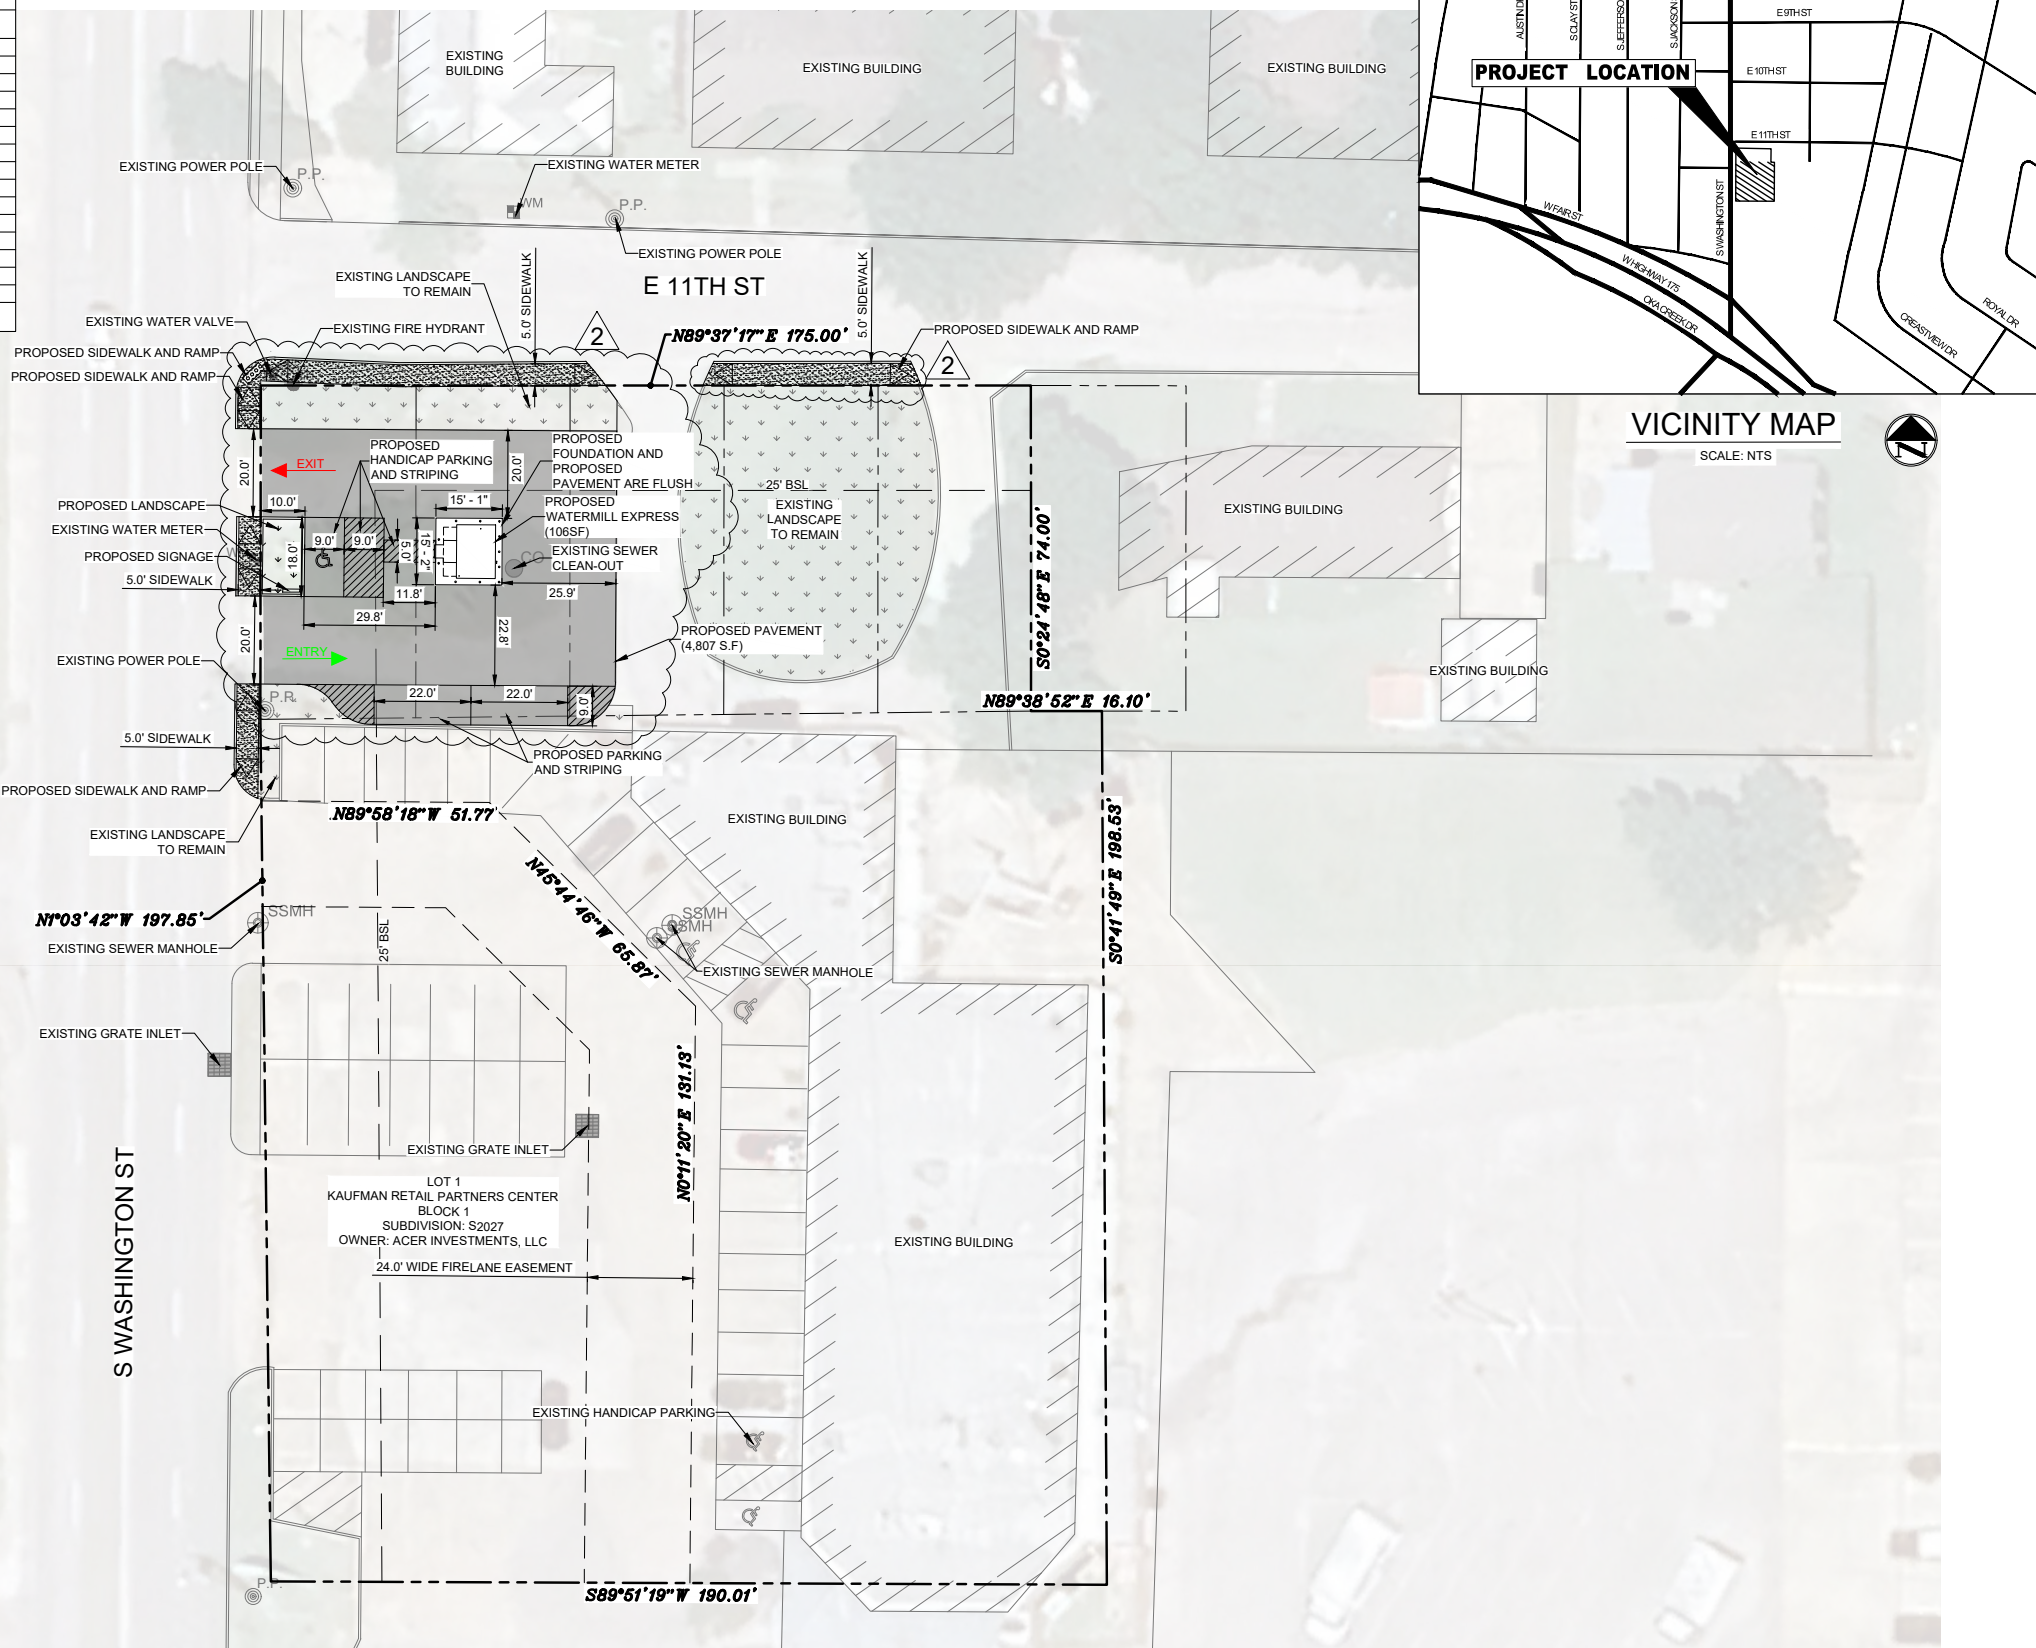 EXISTING
BUILDING
EXISTING BUILDING
EXISTING BUILDING
EXISTING POWER POLE
P.P.
EXISTING WATER METER
WM
P.P.
EXISTING POWER POLE
E 11TH ST
EXISTING LANDSCAPE
TO REMAIN
5.0' SIDEWALK
5.0' SIDEWALK
2
2
EXISTING WATER VALVE
EXISTING FIRE HYDRANT
N89°37'17"E 175.00'
PROPOSED SIDEWALK AND RAMP
PROPOSED SIDEWALK AND RAMP
PROPOSED SIDEWALK AND RAMP
PROPOSED
HANDICAP PARKING
AND STRIPING
PROPOSED
FOUNDATION AND
PROPOSED
PAVEMENT ARE FLUSH
EXIT
20.0'
20.0'
25' BSL
EXISTING
LANDSCAPE
TO REMAIN
PROPOSED LANDSCAPE
10.0'
15' - 1"
PROPOSED
WATERMILL EXPRESS
(106SF)
EXISTING WATER METER
PROPOSED SIGNAGE
5.0' SIDEWALK
18.0'
9.0'
9.0'
5.0'
15' - 2"
CO
EXISTING SEWER
CLEAN-OUT
11.8'
25.9'
29.8'
22.8'
20.0'
ENTRY
PROPOSED PAVEMENT
(4,807 S.F)
EXISTING POWER POLE
P.P.
22.0'
22.0'
9.0'
5.0' SIDEWALK
PROPOSED PARKING
AND STRIPING
PROPOSED SIDEWALK AND RAMP
EXISTING LANDSCAPE
TO REMAIN
S0°24'48"E 74.00'
N89°38'52"E 16.10'
EXISTING BUILDING
EXISTING BUILDING
N89°58'18"W 51.77'
EXISTING BUILDING
N45°44'46"W 65.87'
S0°41'49"E 198.53'
N1°03'42"W 197.85'
SSMH
EXISTING SEWER MANHOLE
25' BSL
SSMH
SSMH
EXISTING SEWER MANHOLE
EXISTING GRATE INLET
N0°11'20"E 131.13'
EXISTING GRATE INLET
LOT 1
KAUFMAN RETAIL PARTNERS CENTER
BLOCK 1
SUBDIVISION: S2027
OWNER: ACER INVESTMENTS, LLC
24.0' WIDE FIRELANE EASEMENT
EXISTING BUILDING
S WASHINGTON ST
EXISTING HANDICAP PARKING
P.P.
S89°51'19"W 190.01'
S CLAY ST
E 9TH ST
PROJECT LOCATION
E 10TH ST
E 11TH ST
S WASHINGTON ST
W FAIR ST
W HIGHWAY 175
OKA CREEK DR
ROYAL DR
CREASTVIEW DR
VICINITY MAP
SCALE: NTS
N